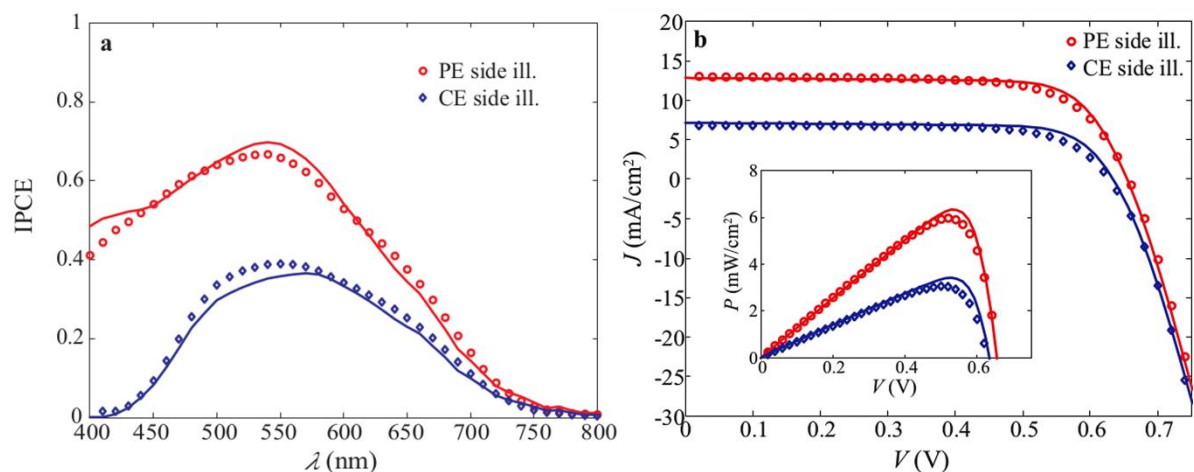 a
PE side ill.
CE side ill.
1
0.8
0.6
0.4
0.2
0
IPCE
400 450 500 550 600 650 700 750 800
λ (nm)
b
PE side ill.
CE side ill.
20
15
10
5
0
-5
-10
-15
-20
-25
-30
J (mA/cm²)
8
6
4
2
0
P (mW/cm²)
0 0.2 0.4 0.6
V (V)
0 0.1 0.2 0.3 0.4 0.5 0.6 0.7
V (V)